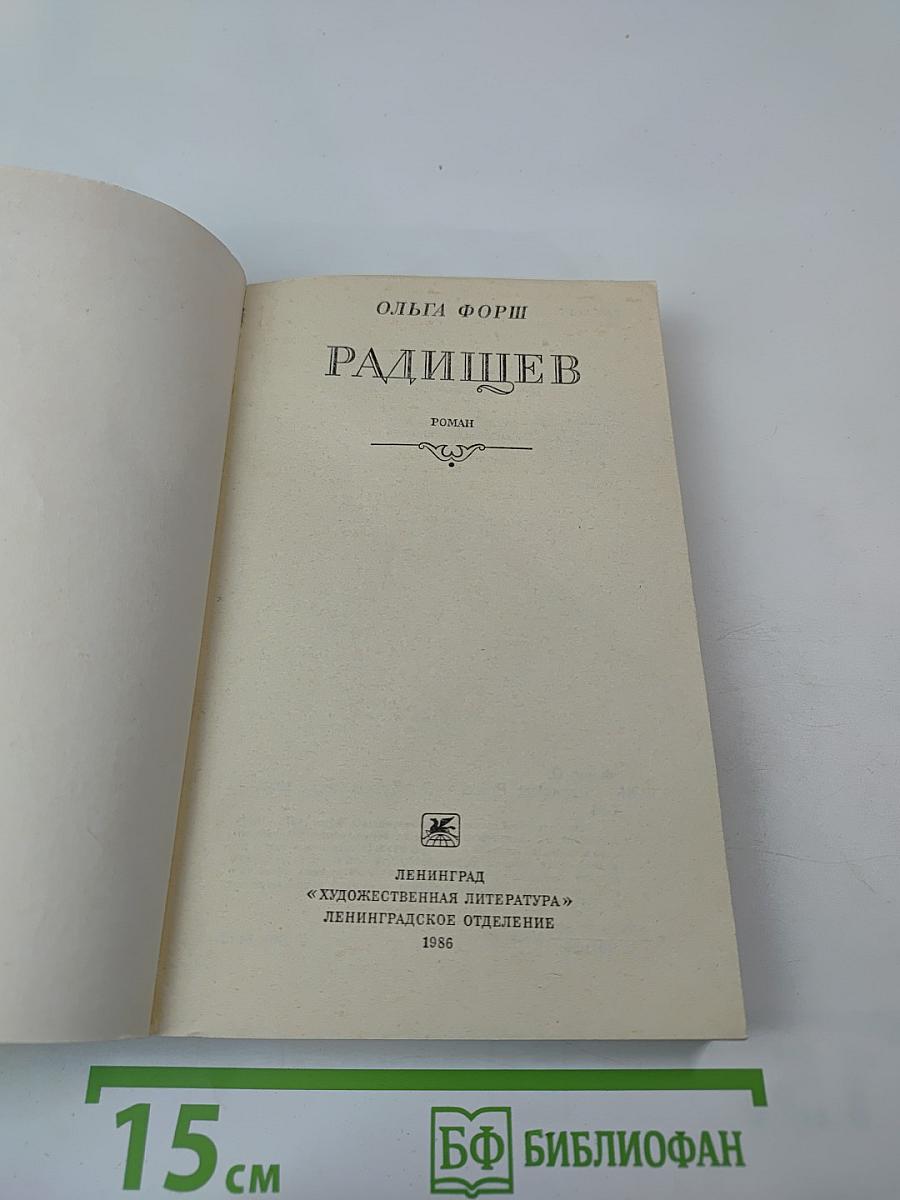 ОЛЬГА ФОРШ
РАДИЩЕВ
РОМАН
ЛЕНИНГРАД
«ХУДОЖЕСТВЕННАЯ ЛИТЕРАТУРА»
ЛЕНИНГРАДСКОЕ ОТДЕЛЕНИЕ
1986
15 см
БФ БИБЛИОФАН